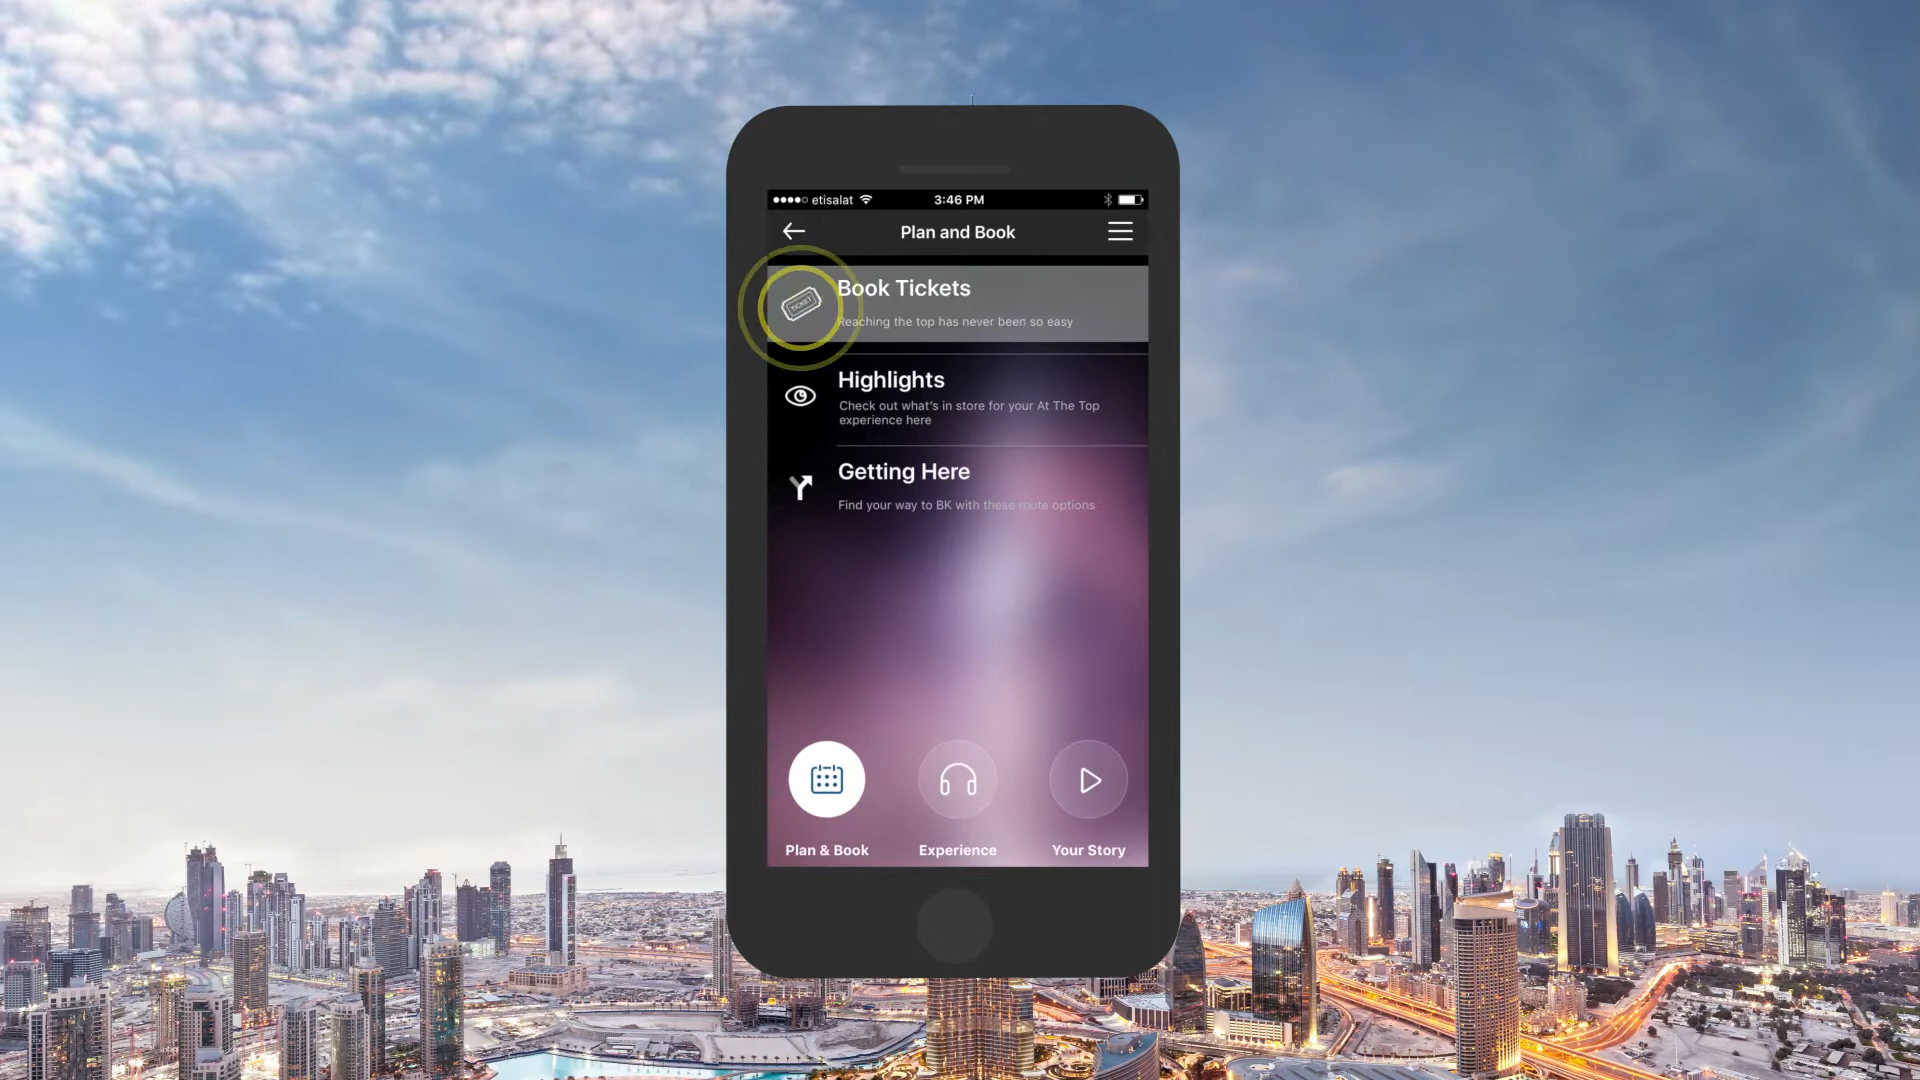 etisalat 3:46 PM
Plan and Book
TICKET
Book Tickets
Reaching the top has never been so easy
Highlights
Check out what's in store for your At The Top
experience here
Getting Here
Find your way to BK with these route options
Plan & Book Experience Your Story